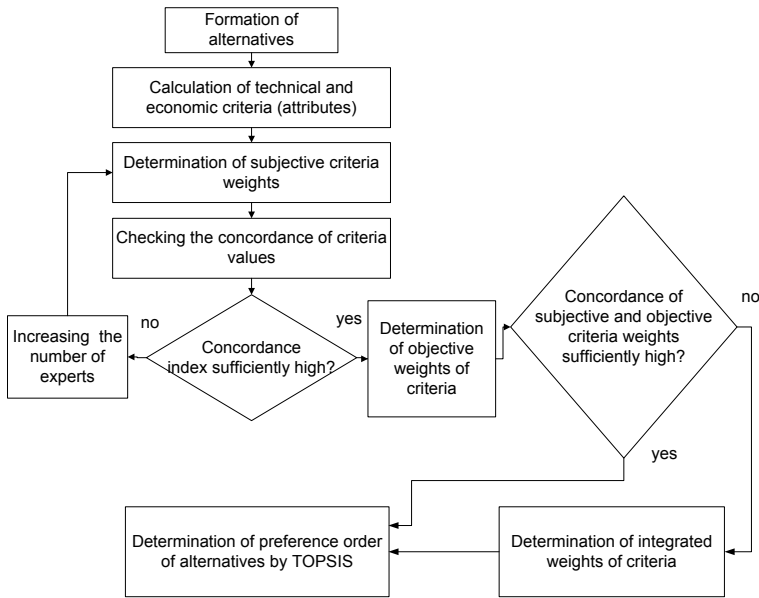 Formation of
alternatives
Calculation of technical and
economic criteria (attributes)
Determination of subjective criteria
weights
Checking the concordance of criteria
values
no
yes
Increasing the
number of
experts
Concordance
index sufficiently high?
Determination
of objective
weights of
criteria
Concordance of
subjective and objective
criteria weights
sufficiently high?
no
yes
Determination of preference order
of alternatives by TOPSIS
Determination of integrated
weights of criteria